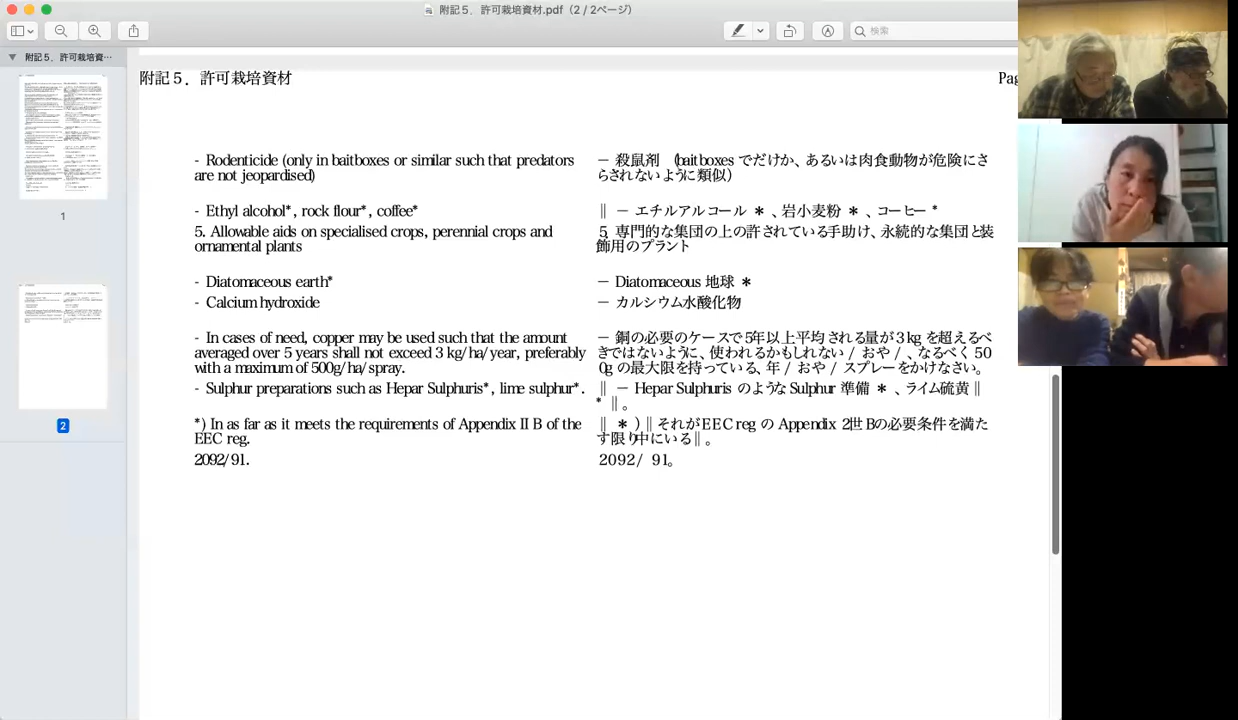 附記５．許可栽培資材.pdf（2 / 2ページ）
検索
附記５．許可栽培資…
1
2
附記５．許可栽培資材
Pag
- Rodenticide (only in baitboxes or similar such that predators
are not jeopardised)
- Ethyl alcohol*, rock flour*, coffee*
5. Allowable aids on specialised crops, perennial crops and
ornamental plants
- Diatomaceous earth*
- Calcium hydroxide
- In cases of need, copper may be used such that the amount
averaged over 5 years shall not exceed 3 kg/ha/year, preferably
with a maximum of 500g/ha/spray.
- Sulphur preparations such as Hepar Sulphuris*, lime sulphur*.
*) In as far as it meets the requirements of Appendix II B of the
EEC reg.
2092/91.
－ 殺鼠剤 （baitboxes でだけか、あるいは肉食動物が危険にさ
らされないように類似）
‖ － エチルアルコール ＊ 、岩小麦粉 ＊ 、コーヒー *
5. 専門的な集団の上の許されている手助け、永続的な集団と装
飾用のプラント
－ Diatomaceous 地球 ＊
－ カルシウム水酸化物
－ 銅の必要のケースで 5年以上平均される量が 3 kg を超えるべ
きではないように、使われるかもしれない / おや / 、なるべく 50
0g の最大限を持っている、年 / おや / スプレーをかけなさい。
‖ － Hepar Sulphuris のような Sulphur 準備 ＊ 、ライム硫黄 ‖
* ‖ 。
‖ ＊ ）‖ それが EEC reg の Appendix 2世 Bの必要条件を満た
す限り中にいる ‖ 。
2092/ 91。